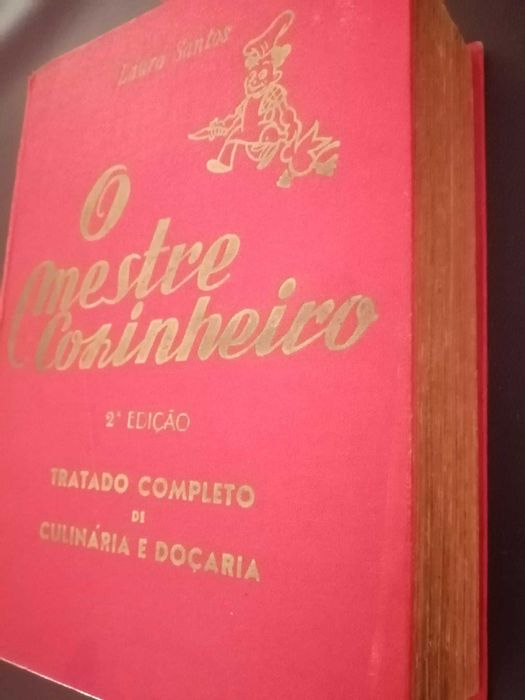 Laura Santos
O
Mestre
Cozinheiro
2ª EDIÇÃO
TRATADO COMPLETO
DE
CULINÁRIA E DOÇARIA